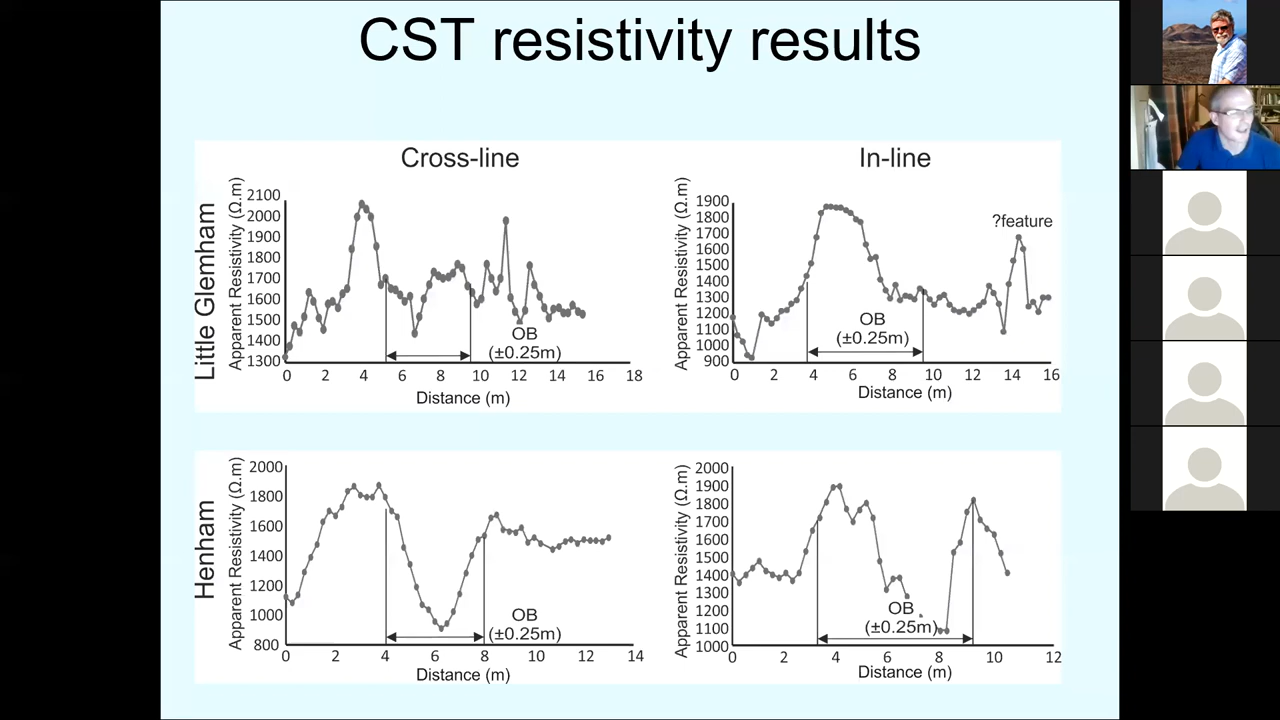 CST resistivity results
Cross-line
In-line
Little Glemham
Apparent Resistivity (Ω.m)
2100
2000
1900
1800
1700
1600
1500
1400
1300
0 2 4 6 8 10 12 14 16 18
OB
(±0.25m)
Distance (m)
Apparent Resistivity (Ω.m)
1900
1800
1700
1600
1500
1400
1300
1200
1100
1000
900
0 2 4 6 8 10 12 14 16
?feature
OB
(±0.25m)
Distance (m)
Henham
Apparent Resistivity (Ω.m)
2000
1800
1600
1400
1200
1000
800
0 2 4 6 8 10 12 14
OB
(±0.25m)
Distance (m)
Apparent Resistivity (Ω.m)
2000
1900
1800
1700
1600
1500
1400
1300
1200
1100
1000
0 2 4 6 8 10 12
OB
(±0.25m)
Distance (m)